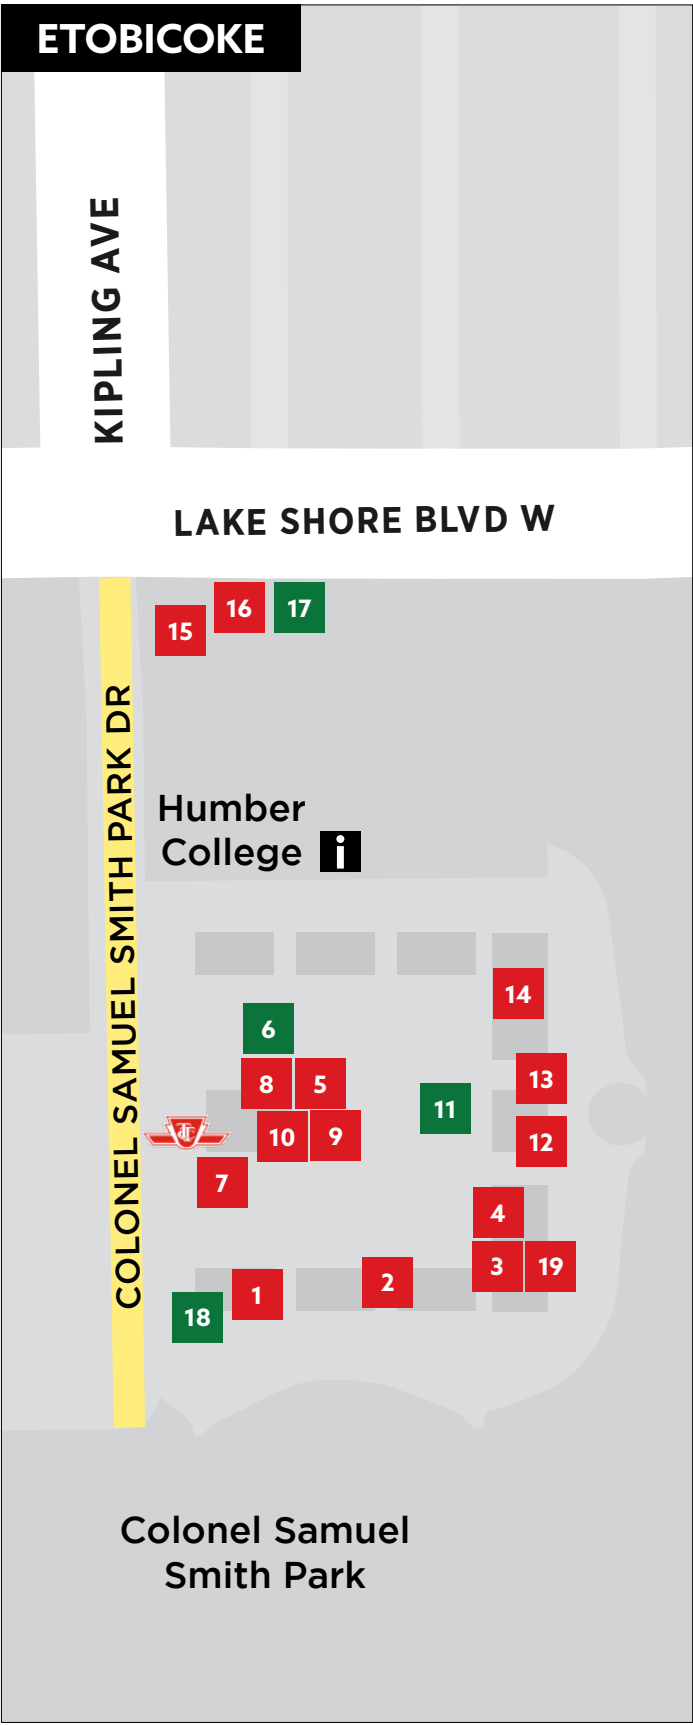 ETOBICOKE
KIPLING AVE
LAKE SHORE BLVD W
15
16
17
COLONEL SAMUEL SMITH PARK DR
Humber
College i
14
6
8
5
13
11
10
9
12
TTC
7
4
3
19
2
1
18
Colonel Samuel
Smith Park